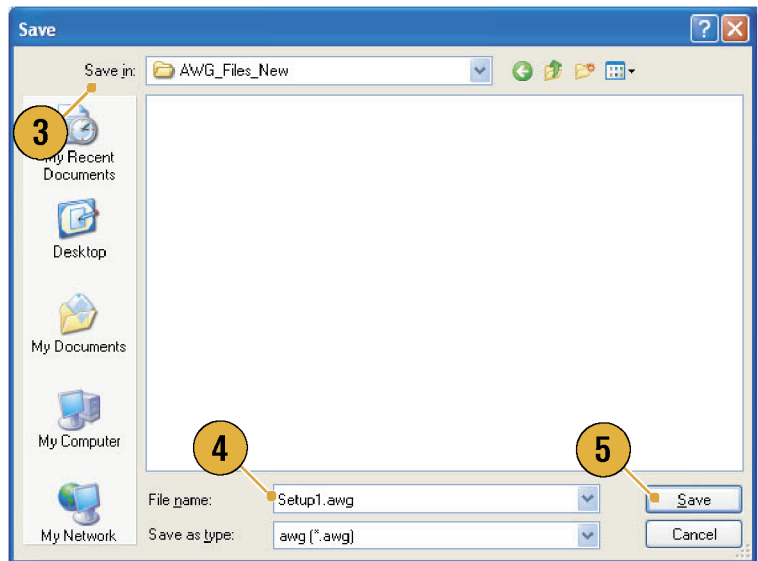 Save
Save in:
AWG_Files_New
3
My Recent
Documents
Desktop
My Documents
My Computer
My Network
4
5
File name:
Setup1.awg
Save
Save as type:
awg (*.awg)
Cancel